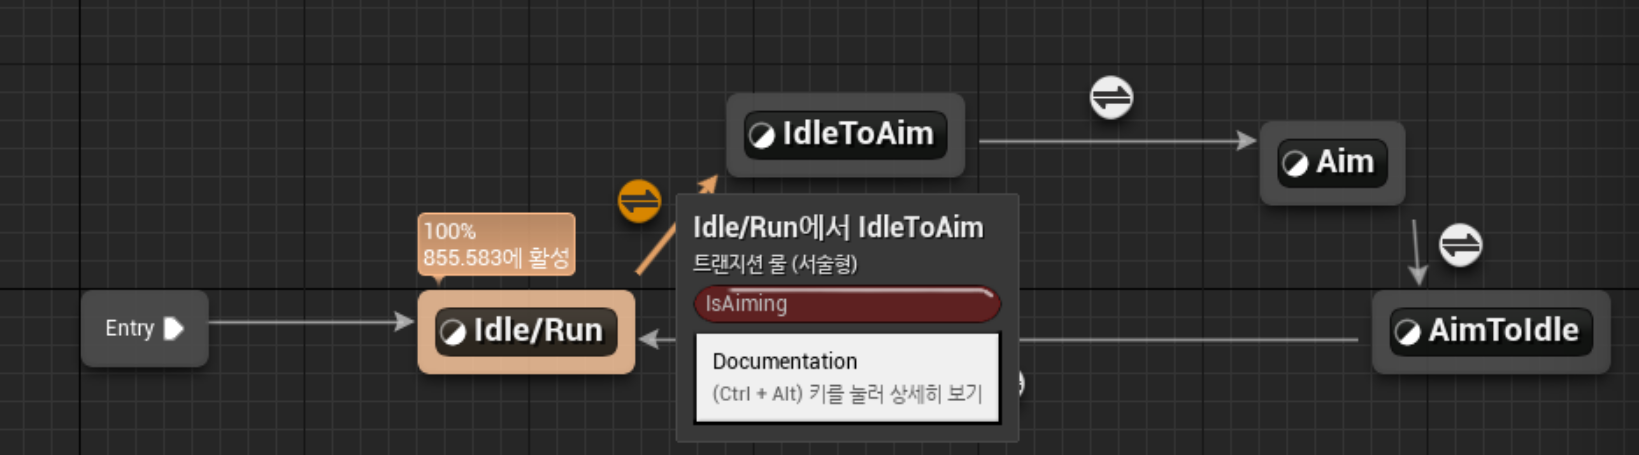 IdleToAim
Aim
Idle/Run에서 IdleToAim
트랜지션 룰 (서술형)
100%
855.583에 활성
IsAiming
Entry
Idle/Run
AimToIdle
Documentation
(Ctrl + Alt) 키를 눌러 상세히 보기